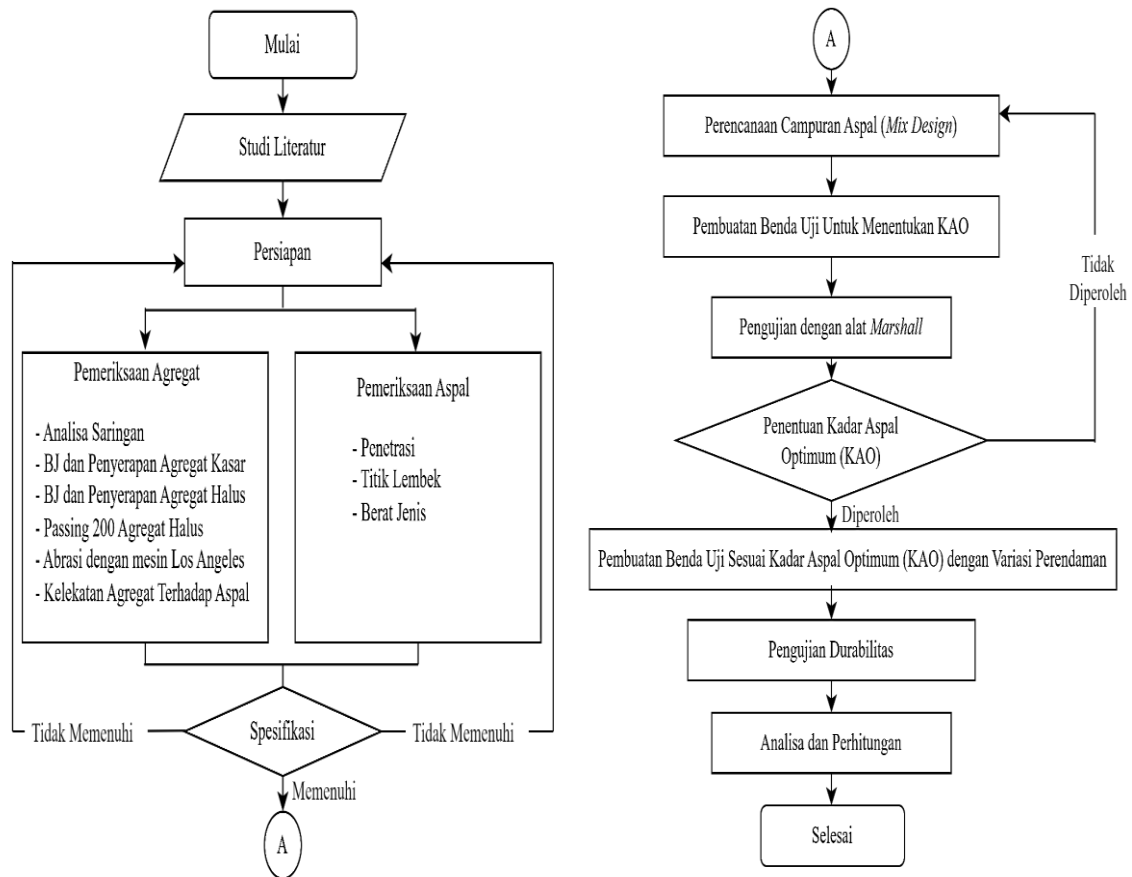 Mulai
Studi Literatur
Persiapan
Pemeriksaan Agregat
- Analisa Saringan
- BJ dan Penyerapan Agregat Kasar
- BJ dan Penyerapan Agregat Halus
- Passing 200 Agregat Halus
- Abrasi dengan mesin Los Angeles
- Kelekatan Agregat Terhadap Aspal
Pemeriksaan Aspal
- Penetrasi
- Titik Lembek
- Berat Jenis
Tidak Memenuhi
Spesifikasi
Tidak Memenuhi
Memenuhi
A
A
Perencanaan Campuran Aspal (Mix Design)
Pembuatan Benda Uji Untuk Menentukan KAO
Tidak
Diperoleh
Pengujian dengan alat Marshall
Penentuan Kadar Aspal
Optimum (KAO)
Diperoleh
Pembuatan Benda Uji Sesuai Kadar Aspal Optimum (KAO) dengan Variasi Perendaman
Pengujian Durabilitas
Analisa dan Perhitungan
Selesai